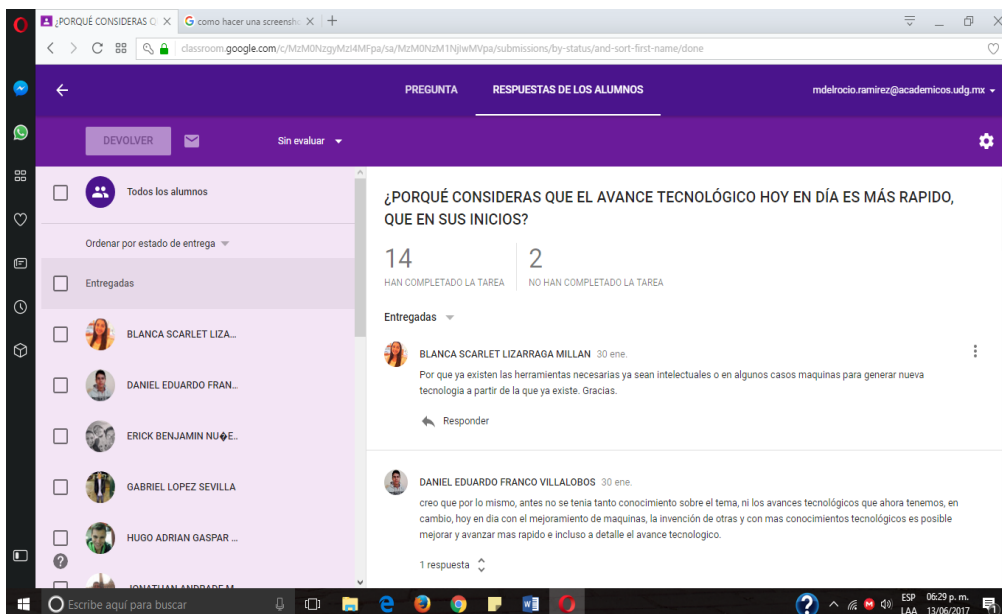 ¿PORQUÉ CONSIDERAS Q
como hacer una screensho
classroom.google.com/c/MzM0NzgyMzI4MFpa/sa/MzM0NzM1NjIwMVpa/submissions/by-status/and-sort-first-name/done
PREGUNTA
RESPUESTAS DE LOS ALUMNOS
mdelrocio.ramirez@academicos.udg.mx
DEVOLVER
Sin evaluar
Todos los alumnos
Ordenar por estado de entrega
Entregadas
BLANCA SCARLET LIZA...
DANIEL EDUARDO FRAN...
ERICK BENJAMIN NU�E..
GABRIEL LOPEZ SEVILLA
HUGO ADRIAN GASPAR ...
JONATHAN ANDRADE M
¿PORQUÉ CONSIDERAS QUE EL AVANCE TECNOLÓGICO HOY EN DÍA ES MÁS RAPIDO,
QUE EN SUS INICIOS?
14
HAN COMPLETADO LA TAREA
2
NO HAN COMPLETADO LA TAREA
Entregadas
BLANCA SCARLET LIZARRAGA MILLAN 30 ene.
Por que ya existen las herramientas necesarias ya sean intelectuales o en algunos casos maquinas para generar nueva
tecnologia a partir de la que ya existe. Gracias.
Responder
DANIEL EDUARDO FRANCO VILLALOBOS 30 ene.
creo que por lo mismo, antes no se tenia tanto conocimiento sobre el tema, ni los avances tecnológicos que ahora tenemos, en
cambio, hoy en dia con el mejoramiento de maquinas, la invención de otras y con mas conocimientos tecnológicos es posible
mejorar y avanzar mas rapido e incluso a detalle el avance tecnologico.
1 respuesta
Escribe aquí para buscar
ESP 06:29 p. m.
LAA 13/06/2017